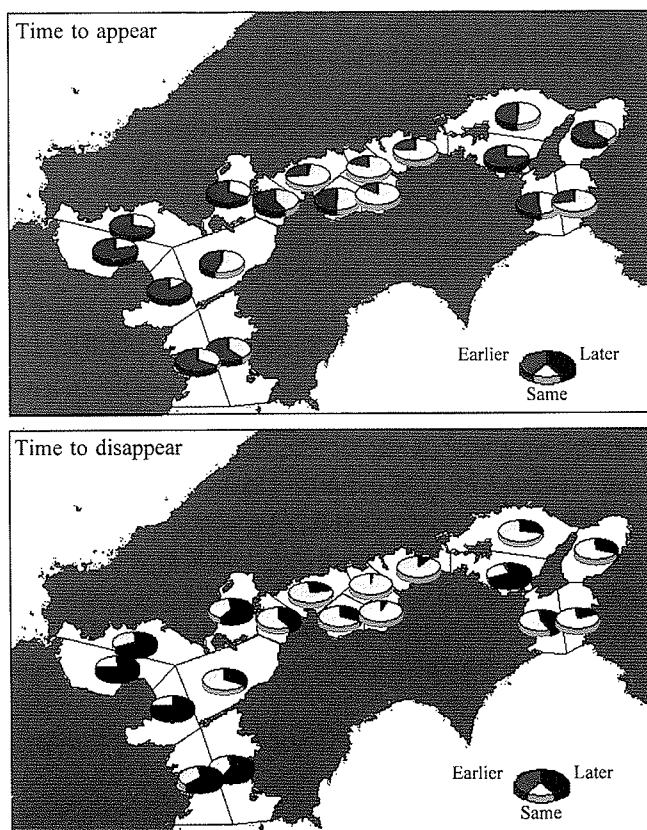 Time to appear
Earlier
Later
Same
Time to disappear
Earlier
Later
Same